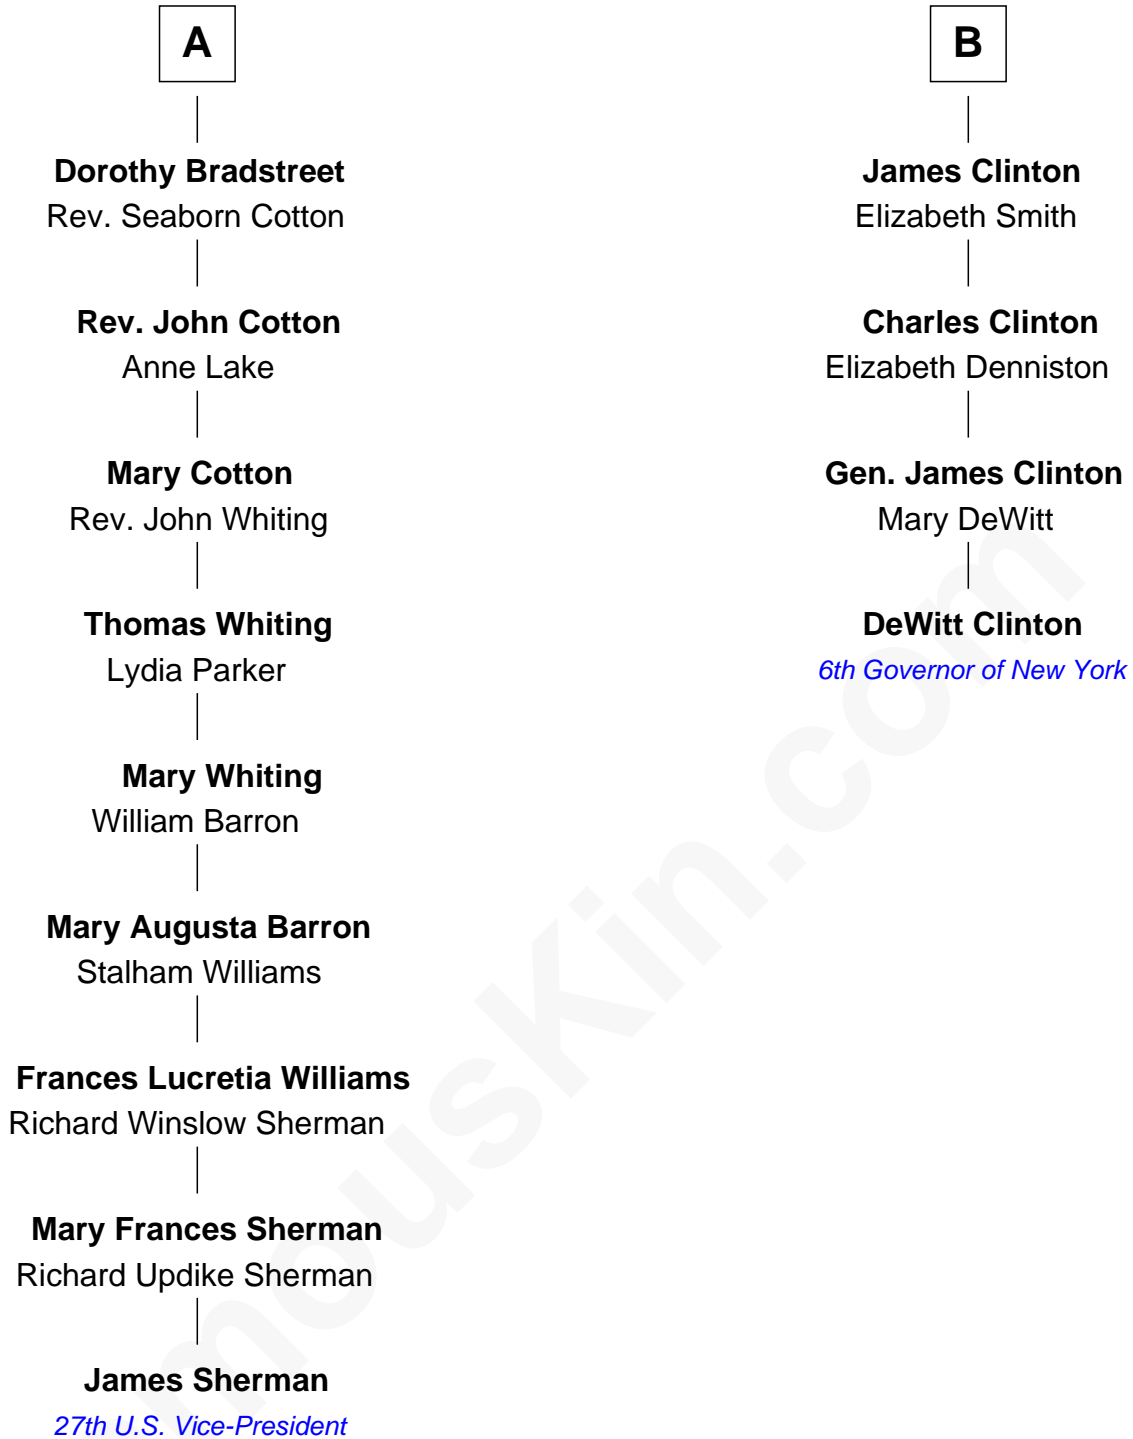 A
Dorothy Bradstreet
Rev. Seaborn Cotton
Rev. John Cotton
Anne Lake
Mary Cotton
Rev. John Whiting
Thomas Whiting
Lydia Parker
Mary Whiting
William Barron
Mary Augusta Barron
Stalham Williams
Frances Lucretia Williams
Richard Winslow Sherman
Mary Frances Sherman
Richard Updike Sherman
James Sherman
27th U.S. Vice-President
B
James Clinton
Elizabeth Smith
Charles Clinton
Elizabeth Denniston
Gen. James Clinton
Mary DeWitt
DeWitt Clinton
6th Governor of New York
mousKin.com